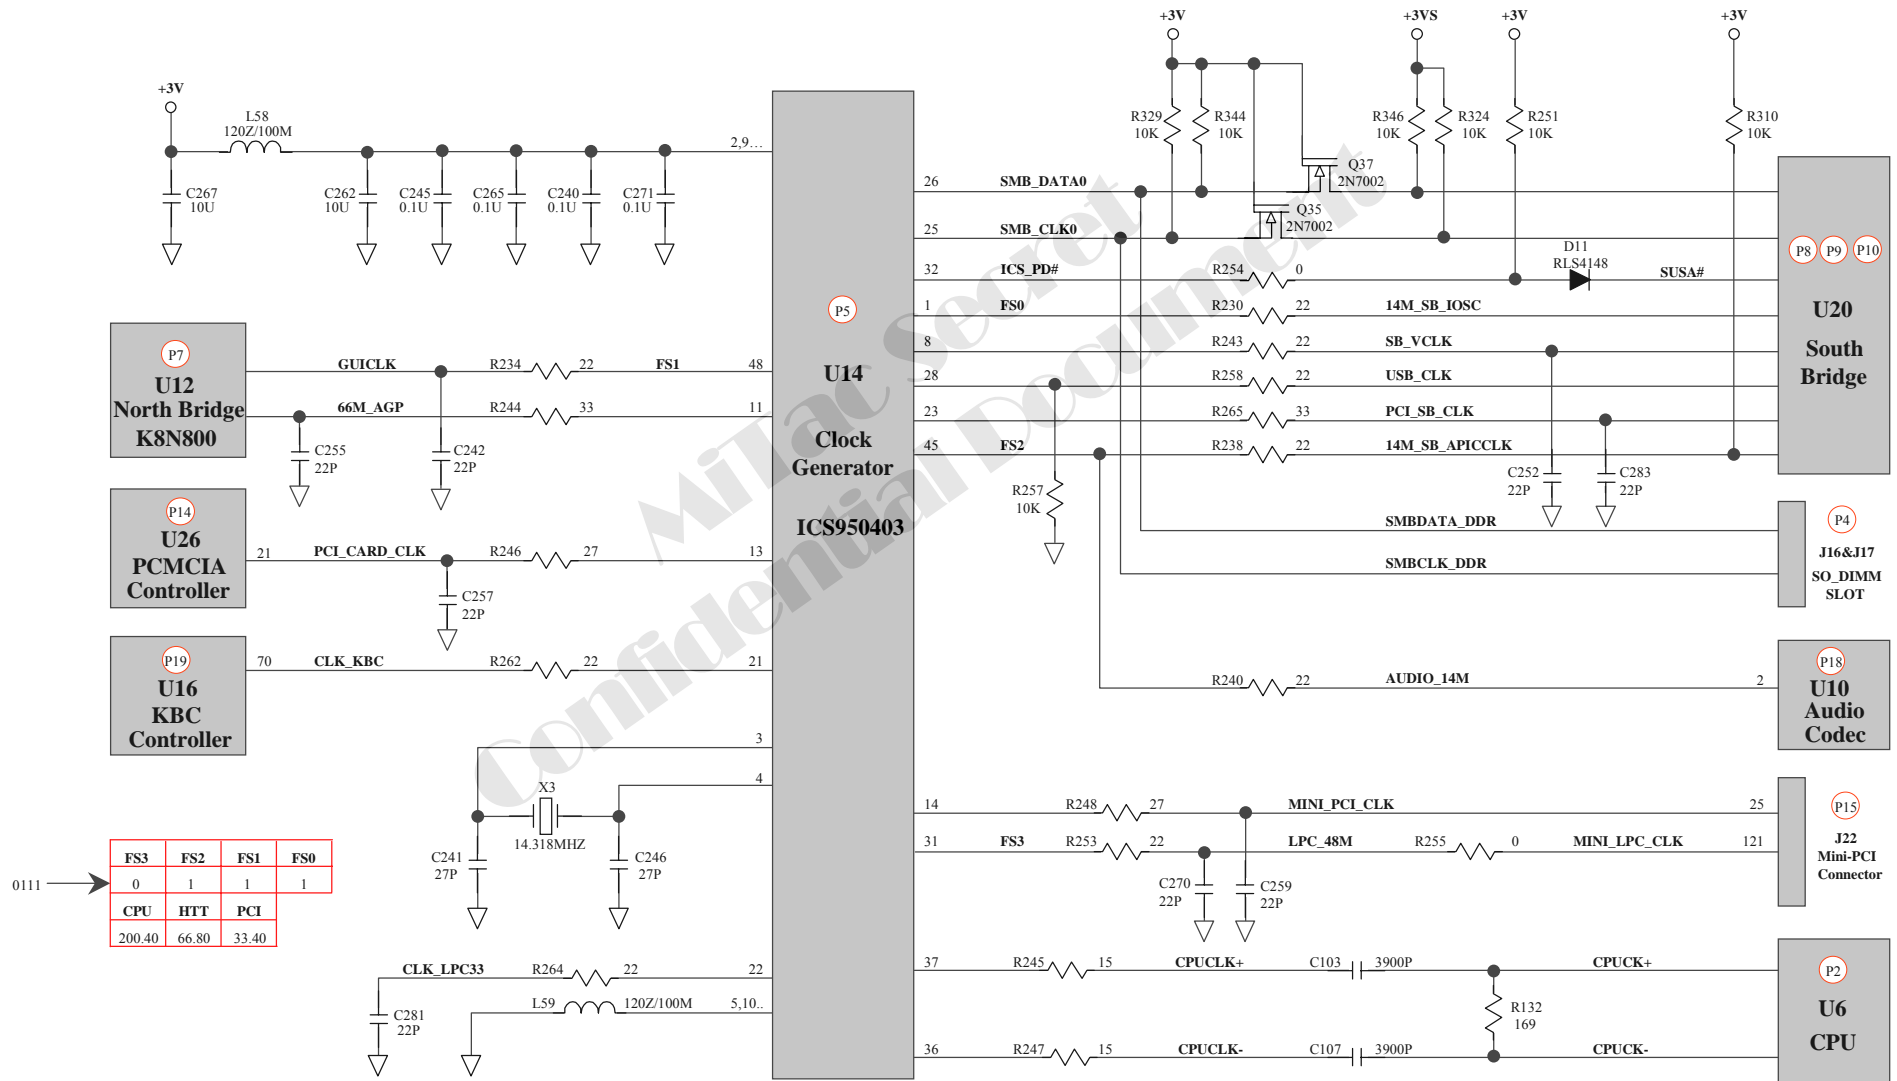 +3V
+3VS
+3V
+3V
+3V
L58
120Z/100M
2,9...
C267
10U
C262
10U
C245
0.1U
C265
0.1U
C240
0.1U
C271
0.1U
R329
10K
R344
10K
R346
10K
R324
10K
R251
10K
R310
10K
Q37
2N7002
Q35
2N7002
26 SMB_DATA0
25 SMB_CLK0
32 ICS_PD# R254 0
D11
RLS4148
SUSA#
1 FS0 R230 22 14M_SB_IOSC
8 R243 22 SB_VCLK
28 R258 22 USB_CLK
23 R265 33 PCI_SB_CLK
45 FS2 R238 22 14M_SB_APICCLK
R257
10K
C252
22P
C283
22P
SMBDATA_DDR
SMBCLK_DDR
P8 P9 P10
U20
South
Bridge
P5
U14
Clock
Generator
ICS950403
P7
U12
North Bridge
K8N800
GUICLK R234 22 FS1 48
66M_AGP R244 33 11
C255
22P
C242
22P
P14
U26
PCMCIA
Controller
21 PCI_CARD_CLK R246 27 13
C257
22P
P19
U16
KBC
Controller
70 CLK_KBC R262 22 21
3
4
X3
14.318MHZ
C241
27P
C246
27P
P4
J16&J17
SO_DIMM
SLOT
P18
U10
Audio
Codec
R240 22 AUDIO_14M 2
14 R248 27 MINI_PCI_CLK 25
31 FS3 R253 22 LPC_48M R255 0 MINI_LPC_CLK 121
C270
22P
C259
22P
P15
J22
Mini-PCI
Connector
0111
FS3 FS2 FS1 FS0
0 1 1 1
CPU HTT PCI
200.40 66.80 33.40
CLK_LPC33 R264 22 22
L59 120Z/100M 5,10..
C281
22P
37 R245 15 CPUCLK+ C103 3900P CPUCK+
R132
169
36 R247 15 CPUCLK- C107 3900P CPUCK-
P2
U6
CPU
MiTac Secret
Confidential Document